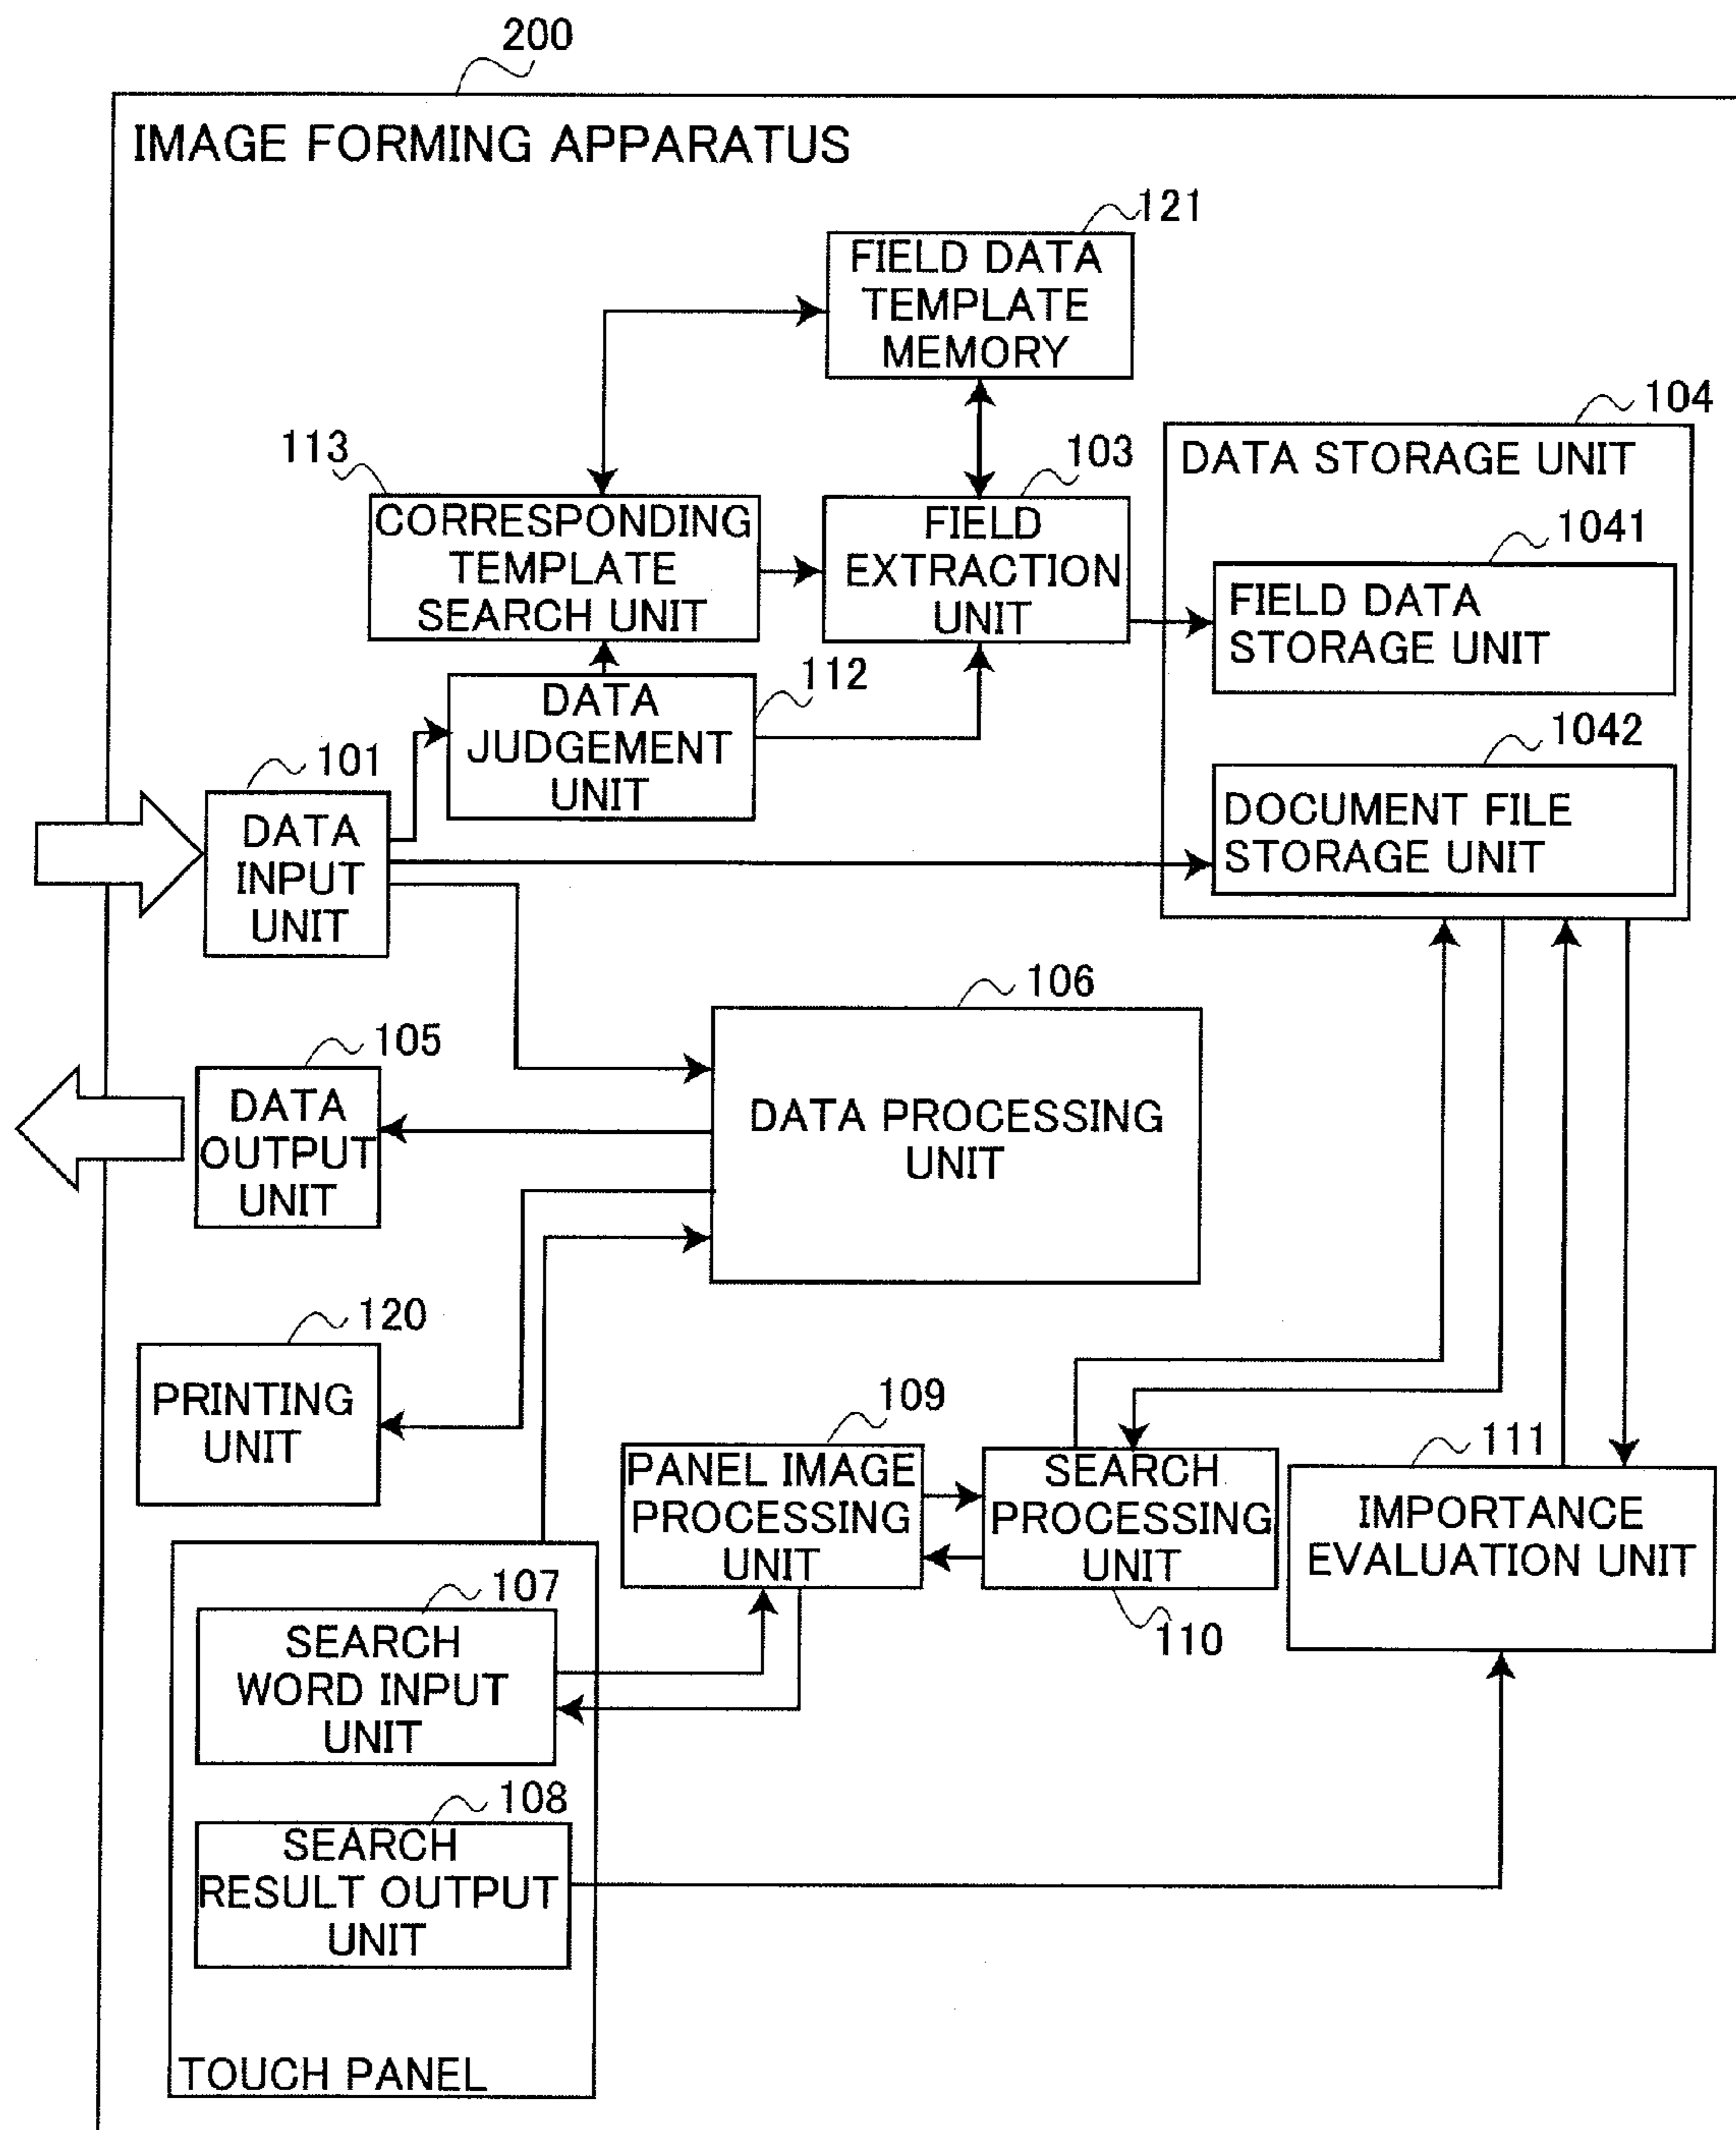 200
IMAGE FORMING APPARATUS
121
FIELD DATA
TEMPLATE
MEMORY
104
DATA STORAGE UNIT
113
CORRESPONDING
TEMPLATE
SEARCH UNIT
103
FIELD
EXTRACTION
UNIT
1041
FIELD DATA
STORAGE UNIT
112
DATA
JUDGEMENT
UNIT
1042
DOCUMENT FILE
STORAGE UNIT
101
DATA
INPUT
UNIT
106
DATA PROCESSING
UNIT
105
DATA
OUTPUT
UNIT
120
PRINTING
UNIT
109
PANEL IMAGE
PROCESSING
UNIT
SEARCH
PROCESSING
UNIT
110
111
IMPORTANCE
EVALUATION UNIT
107
SEARCH
WORD INPUT
UNIT
108
SEARCH
RESULT OUTPUT
UNIT
TOUCH PANEL